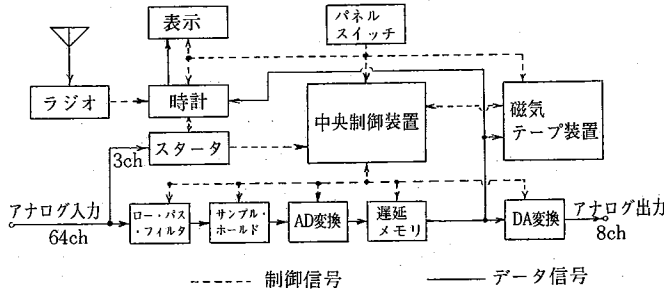 表示
パネル
スイッチ
ラジオ
時計
中央制御装置
磁気
テープ装置
スタータ
3ch
アナログ入力
64ch
ロー・パス
・フィルタ
サンプル・
ホールド
AD変換
遅延
メモリ
DA変換
アナログ出力
8ch
制御信号
データ信号